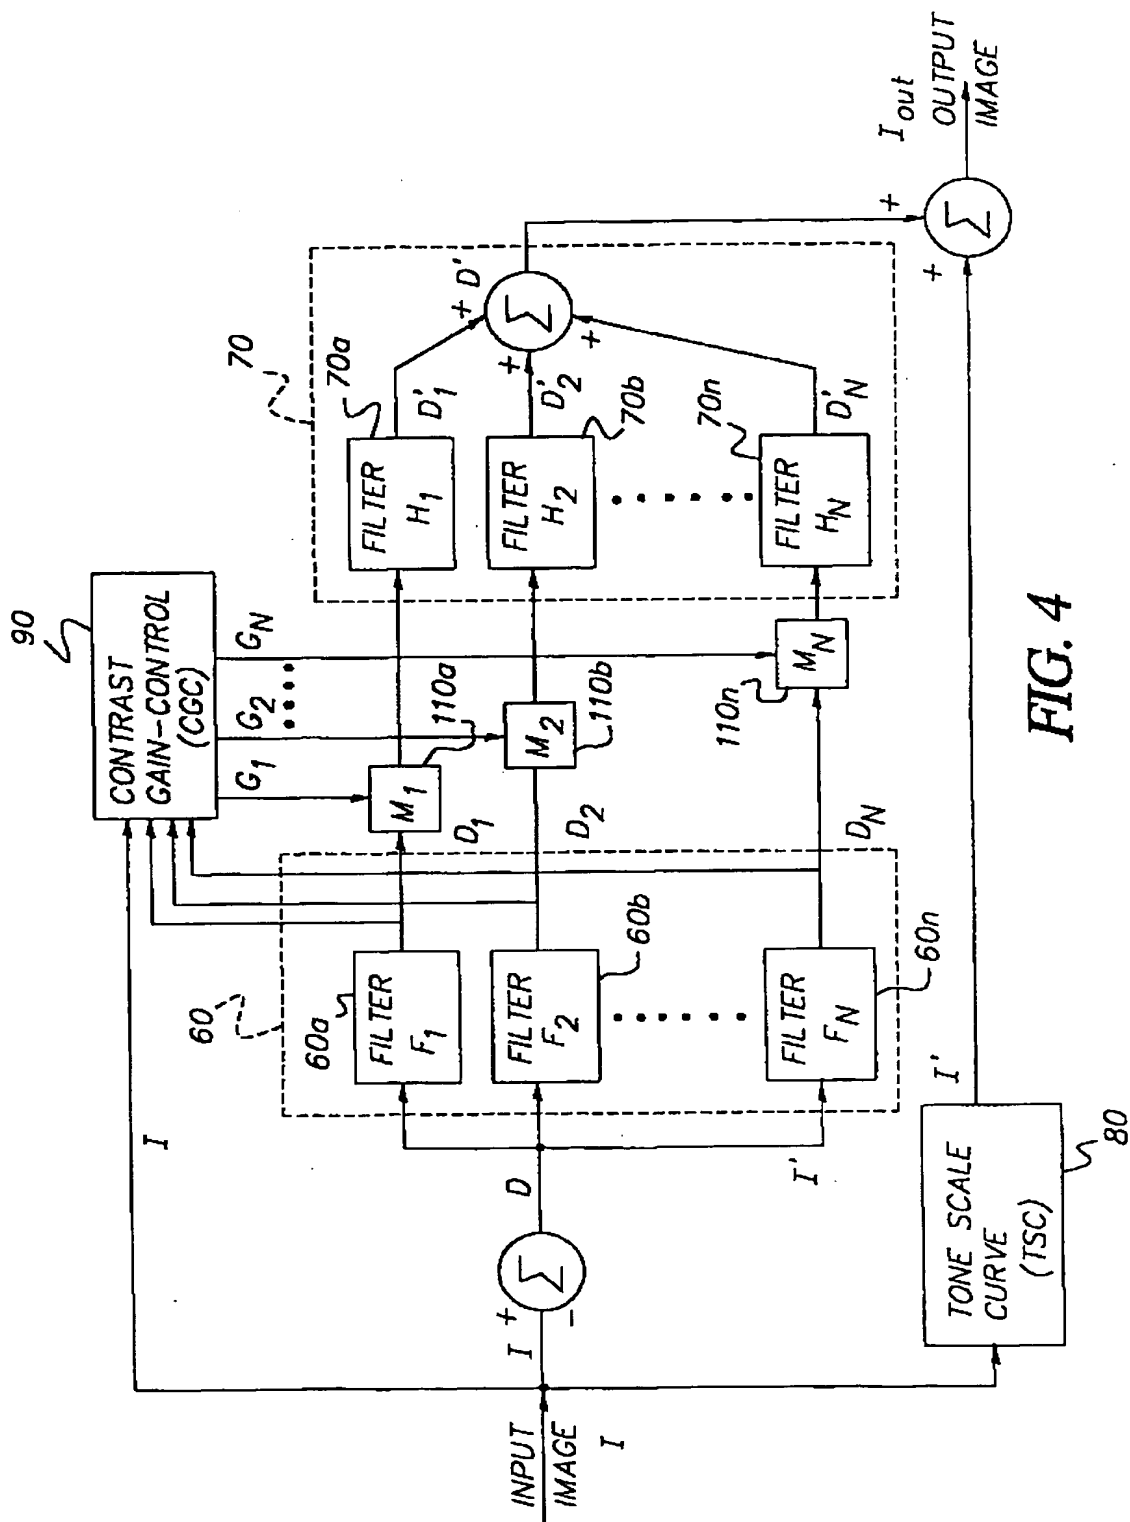 90
CONTRAST
GAIN-CONTROL
(CGC)
I
G1
G2
GN
70
60
60a
FILTER
F1
M1
110a
D1
70a
FILTER
H1
D'1
+
D'
INPUT
IMAGE
I
I
+
−
Σ
D
FILTER
F2
60b
D2
M2
110b
FILTER
H2
70b
D'2
+
Σ
+
I'
FILTER
FN
60n
DN
110n
MN
70n
FILTER
HN
D'N
TONE SCALE
CURVE
(TSC)
80
I'
+
+
Σ
Iout
OUTPUT
IMAGE
FIG. 4